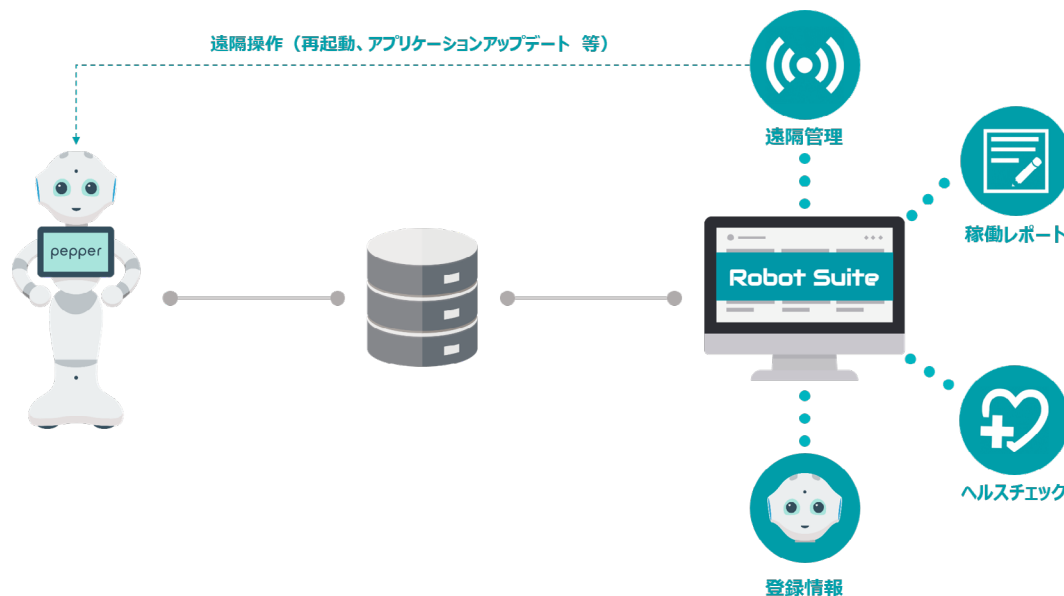 遠隔操作（再起動、アプリケーションアップデート 等）
遠隔管理
稼働レポート
pepper
Robot Suite
ヘルスチェック
登録情報